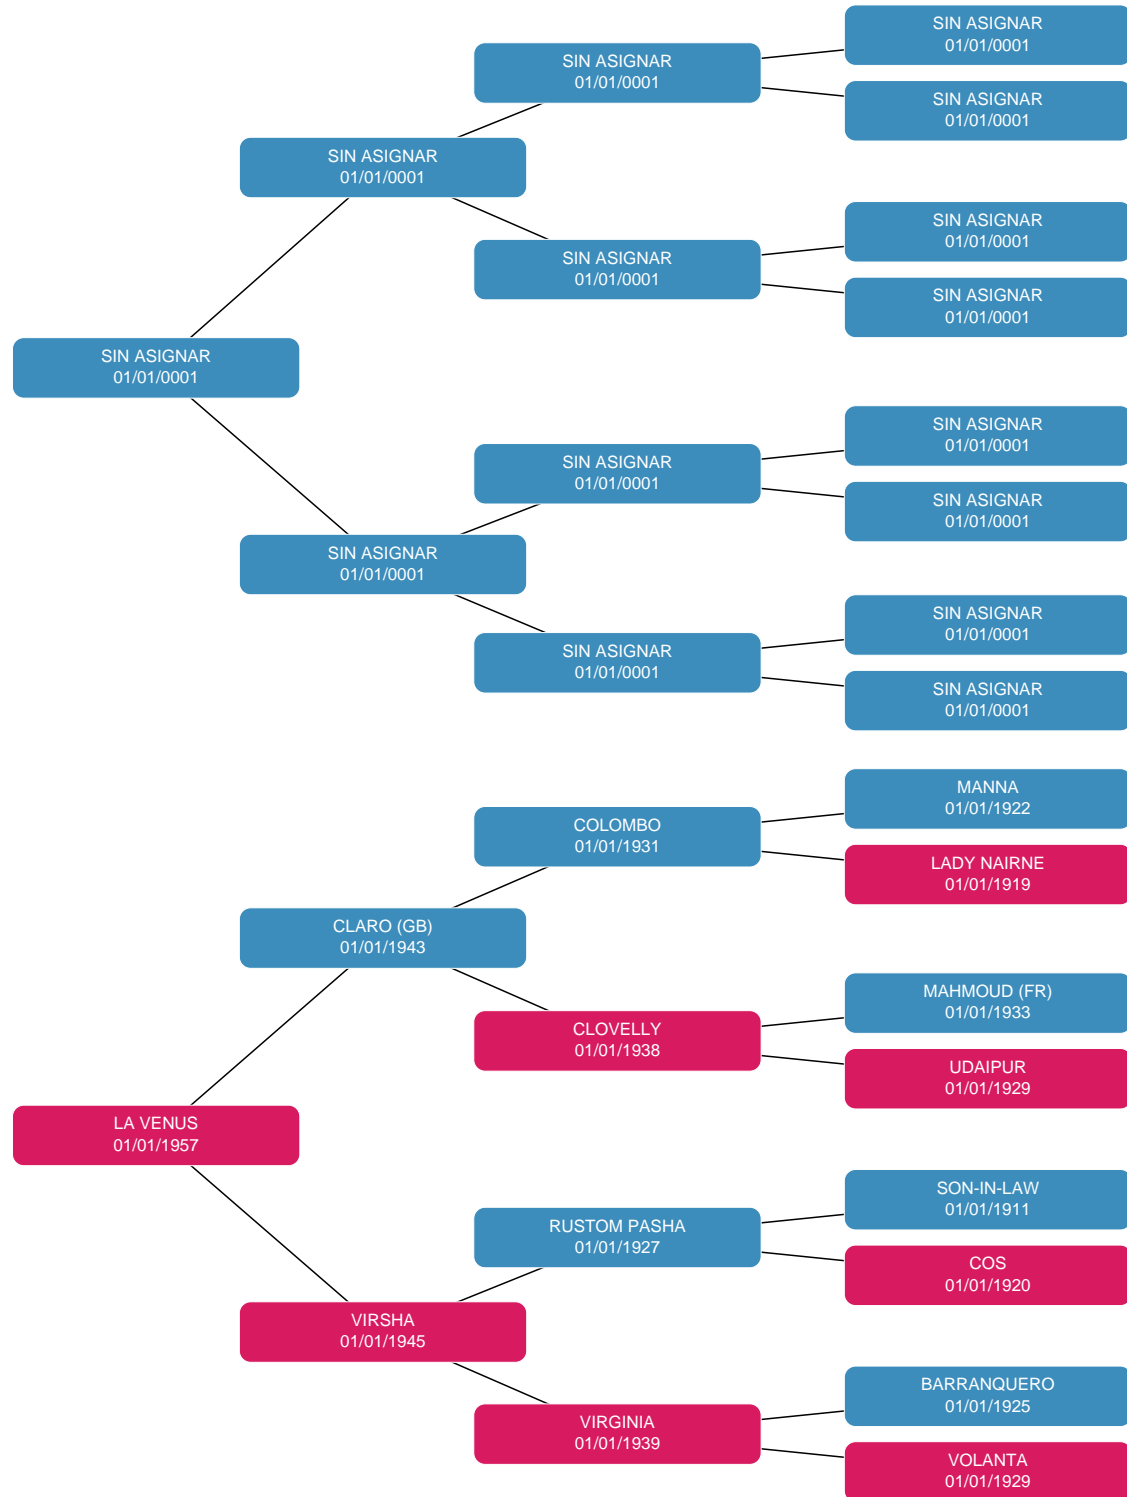 SIN ASIGNAR
01/01/0001
SIN ASIGNAR
01/01/0001
SIN ASIGNAR
01/01/0001
SIN ASIGNAR
01/01/0001
SIN ASIGNAR
01/01/0001
SIN ASIGNAR
01/01/0001
SIN ASIGNAR
01/01/0001
SIN ASIGNAR
01/01/0001
SIN ASIGNAR
01/01/0001
SIN ASIGNAR
01/01/0001
SIN ASIGNAR
01/01/0001
SIN ASIGNAR
01/01/0001
SIN ASIGNAR
01/01/0001
SIN ASIGNAR
01/01/0001
SIN ASIGNAR
01/01/0001
MANNA
01/01/1922
COLOMBO
01/01/1931
LADY NAIRNE
01/01/1919
CLARO (GB)
01/01/1943
MAHMOUD (FR)
01/01/1933
CLOVELLY
01/01/1938
UDAIPUR
01/01/1929
LA VENUS
01/01/1957
SON-IN-LAW
01/01/1911
RUSTOM PASHA
01/01/1927
COS
01/01/1920
VIRSHA
01/01/1945
BARRANQUERO
01/01/1925
VIRGINIA
01/01/1939
VOLANTA
01/01/1929